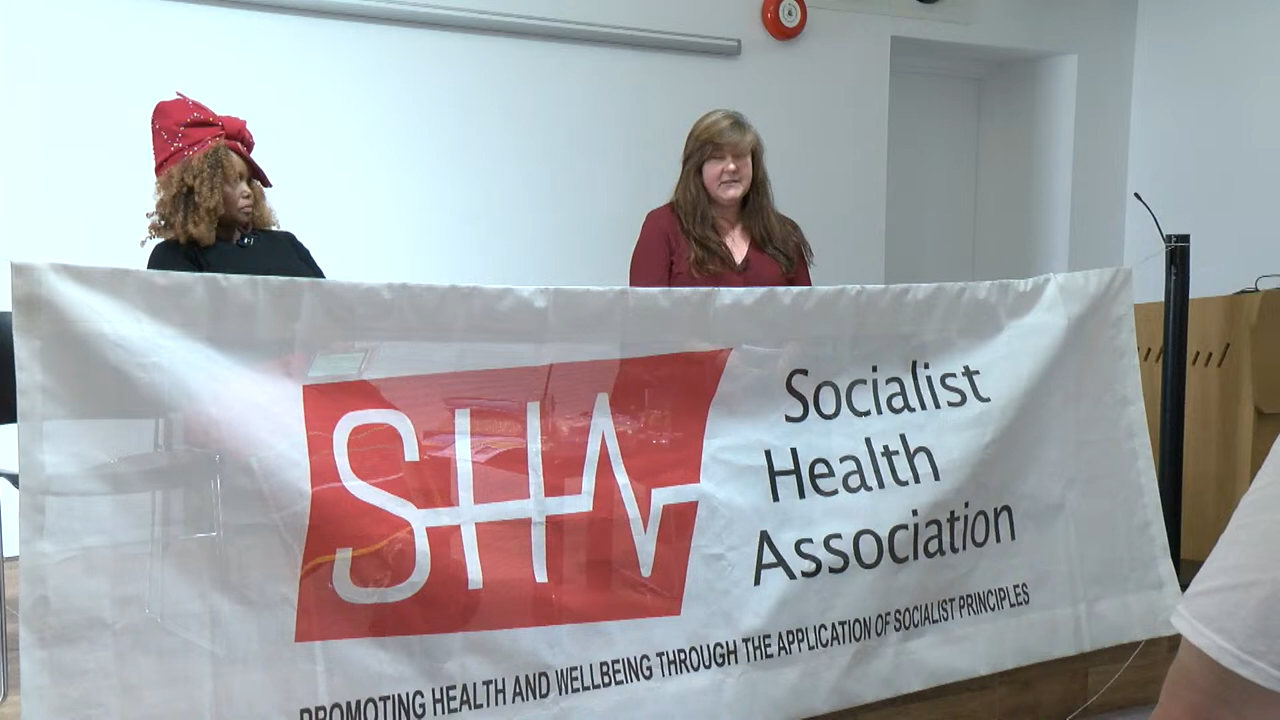 SHA
Socialist
Health
Association
PROMOTING HEALTH AND WELLBEING THROUGH THE APPLICATION OF SOCIALIST PRINCIPLES